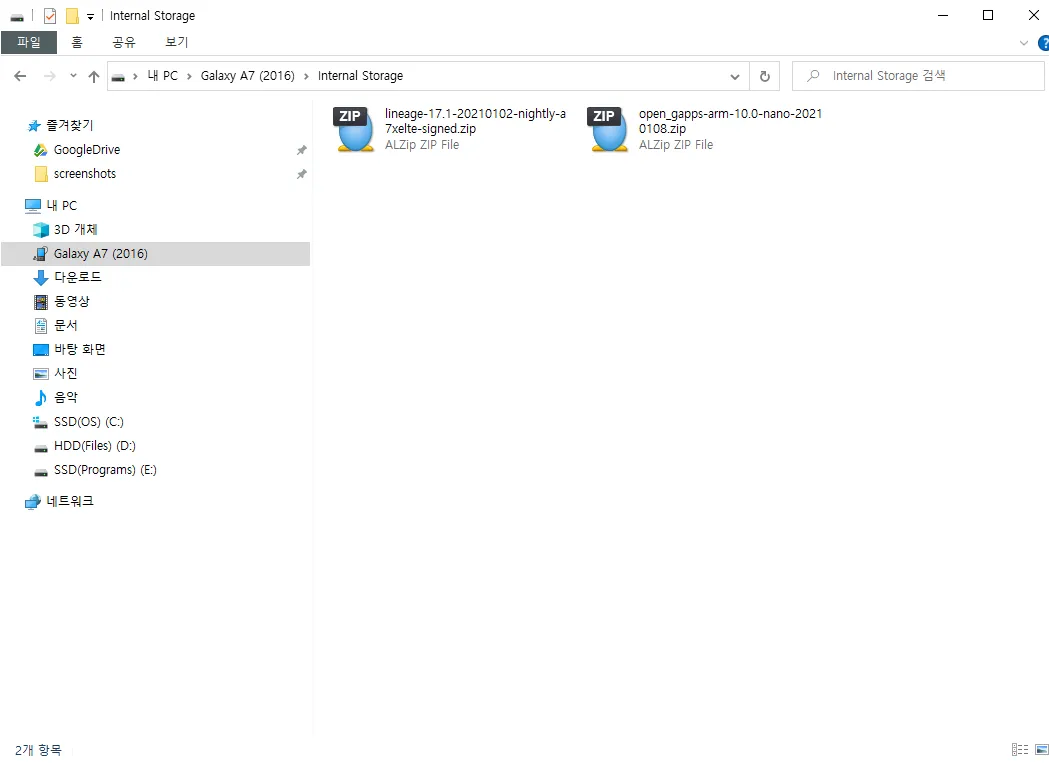 Internal Storage
파일 홈 공유 보기
내 PC Galaxy A7 (2016) Internal Storage
Internal Storage 검색
즐겨찾기
GoogleDrive
screenshots
내 PC
3D 개체
Galaxy A7 (2016)
다운로드
동영상
문서
바탕 화면
사진
음악
SSD(OS) (C:)
HDD(Files) (D:)
SSD(Programs) (E:)
네트워크
ZIP
lineage-17.1-20210102-nightly-a
7xelte-signed.zip
ALZip ZIP File
ZIP
open_gapps-arm-10.0-nano-2021
0108.zip
ALZip ZIP File
2개 항목